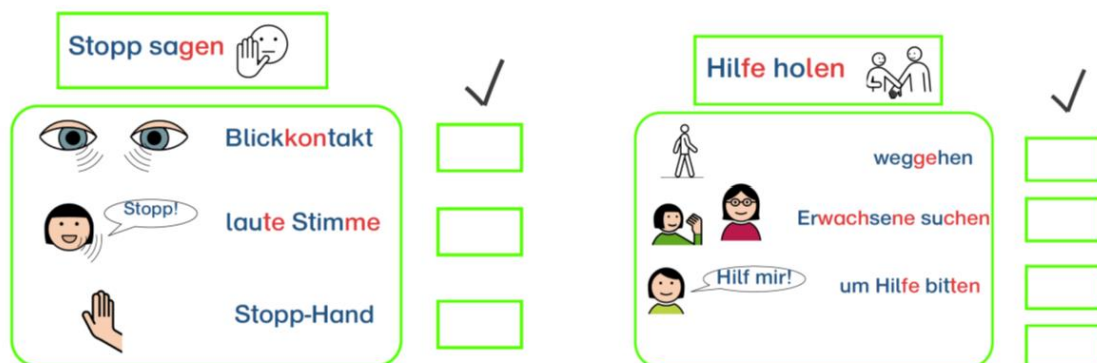 Stopp sagen
Blickkontakt
Stopp!
laute Stimme
Stopp-Hand
Hilfe holen
weggehen
Erwachsene suchen
Hilf mir!
um Hilfe bitten